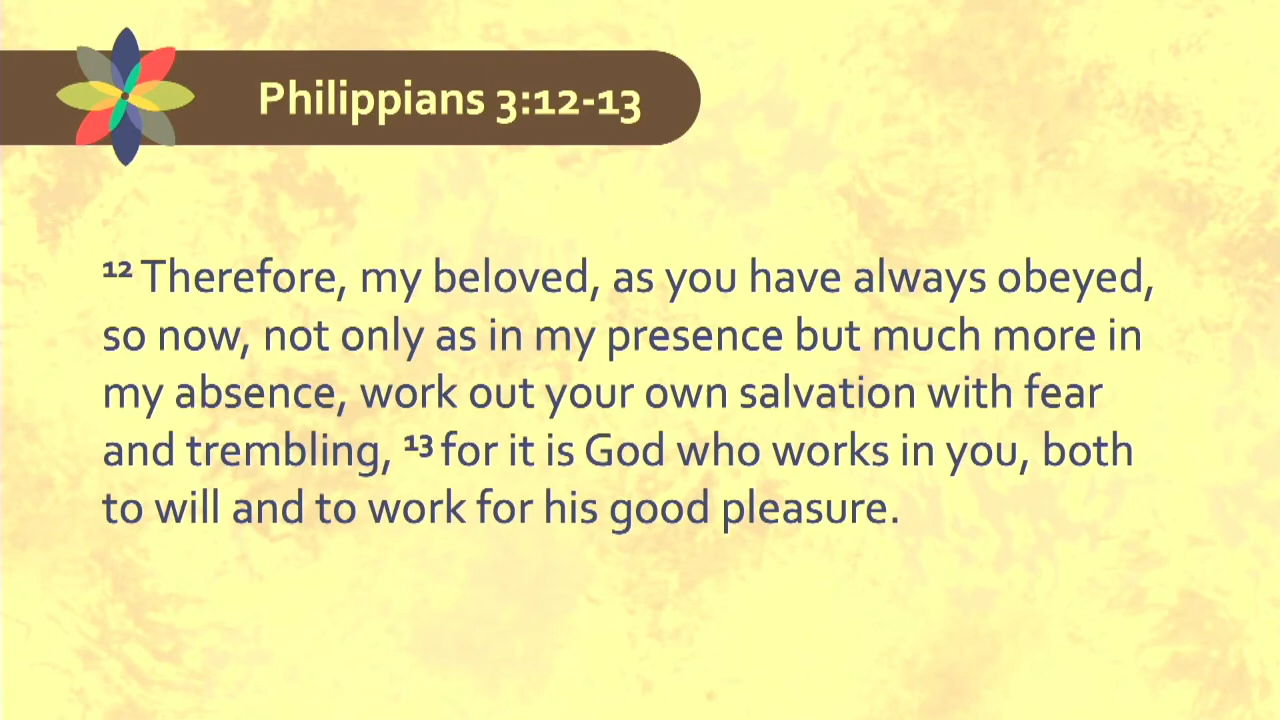 Philippians 3:12-13
12 Therefore, my beloved, as you have always obeyed,
so now, not only as in my presence but much more in
my absence, work out your own salvation with fear
and trembling, 13 for it is God who works in you, both
to will and to work for his good pleasure.